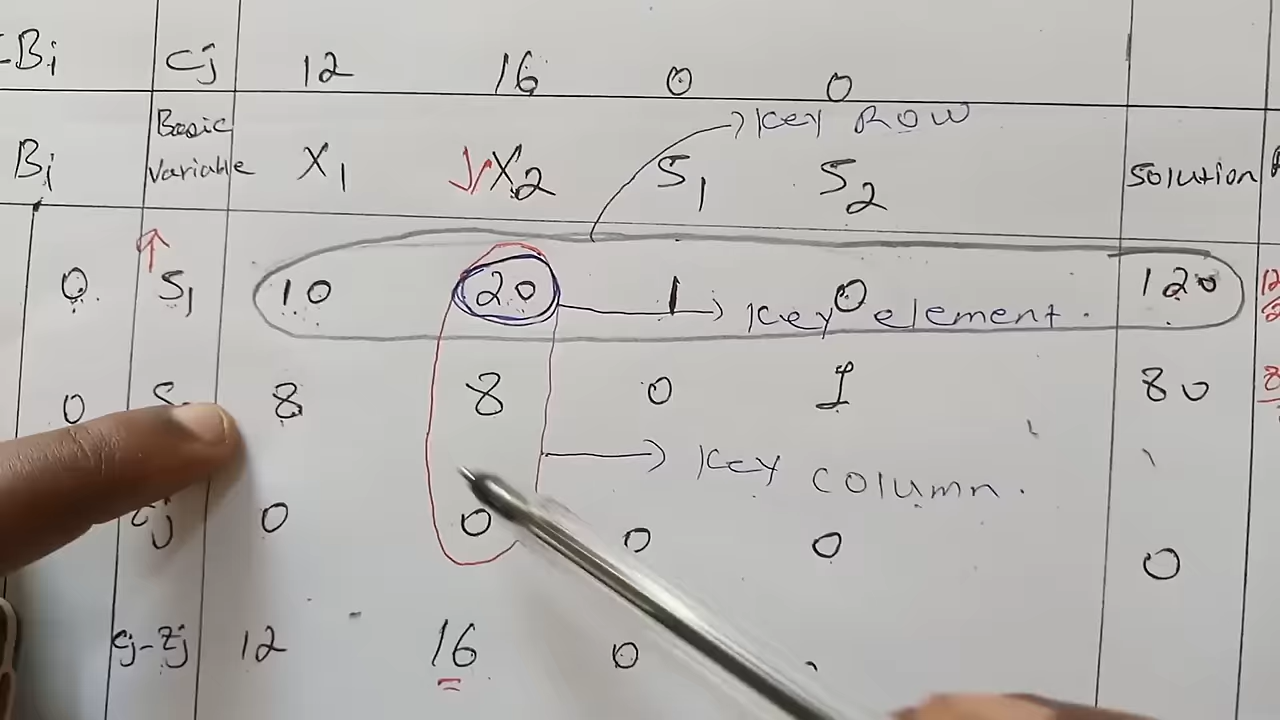 CBi Cj 12 16 0 0
Key Row
Bi Basic Variable X1 X2 S1 S2 Solution
0 S1 10 20 1 0 120
Key element.
0 8 8 0 1 80
Key column.
0 0 0 0 0
Cj-Zj 12 16 0